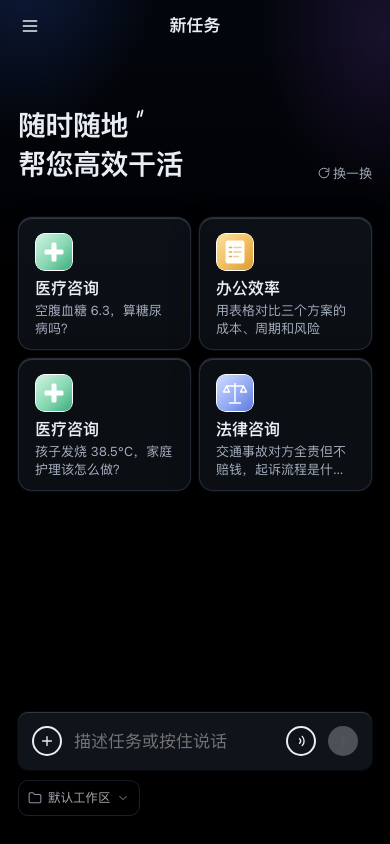 新任务
随时随地
帮您高效干活
换一换
医疗咨询
空腹血糖 6.3，算糖尿
病吗？
办公效率
用表格对比三个方案的
成本、周期和风险
医疗咨询
孩子发烧 38.5°C，家庭
护理该怎么做？
法律咨询
交通事故对方全责但不
赔钱，起诉流程是什...
描述任务或按住说话
默认工作区